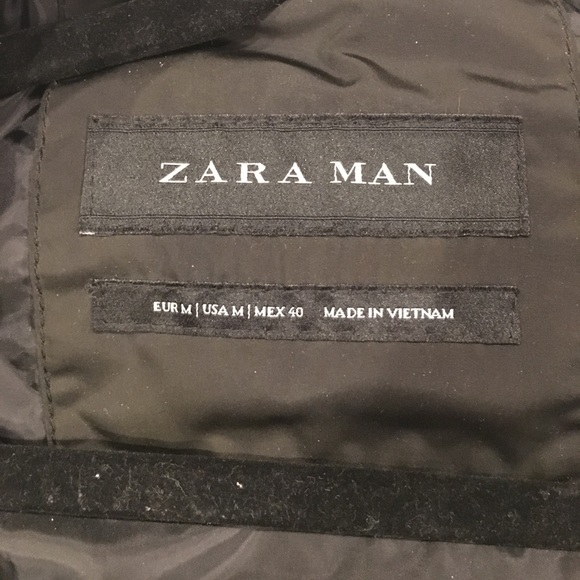 ZARA MAN
EUR M | USA M | MEX 40 MADE IN VIETNAM